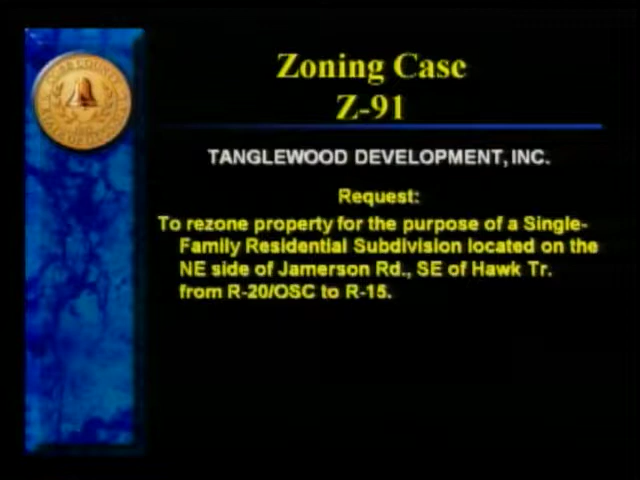 Zoning Case
Z-91
TANGLEWOOD DEVELOPMENT, INC.
Request:
To rezone property for the purpose of a Single-
Family Residential Subdivision located on the
NE side of Jamerson Rd., SE of Hawk Tr.
from R-20/OSC to R-15.